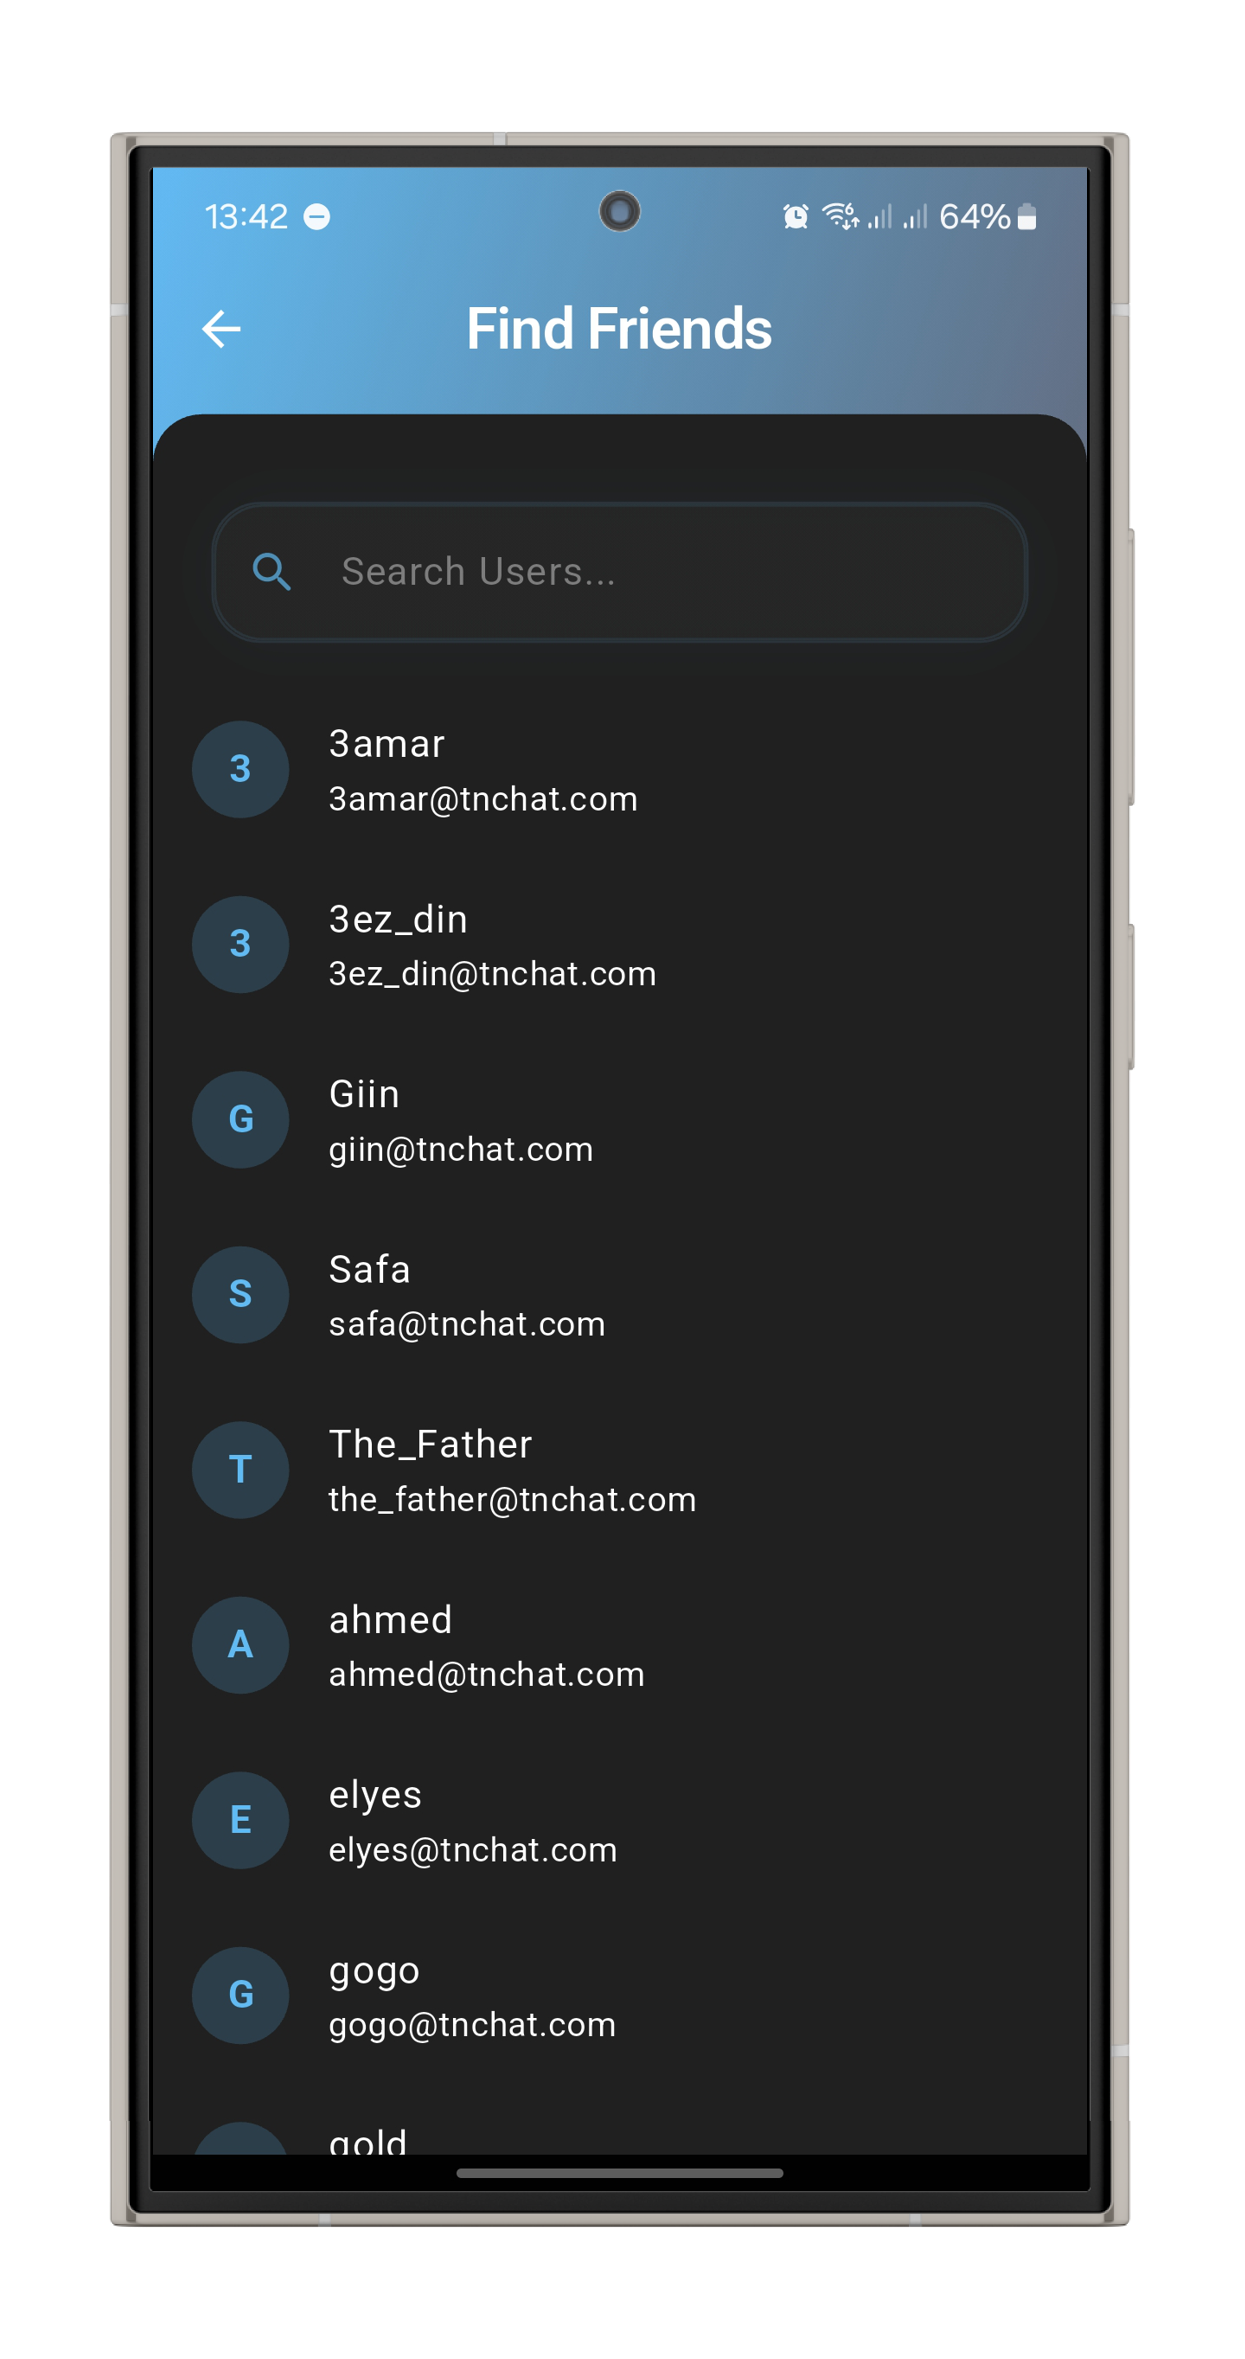 13:42
64%
Find Friends
Search Users...
3
3amar
3amar@tnchat.com
3
3ez_din
3ez_din@tnchat.com
G
Giin
giin@tnchat.com
S
Safa
safa@tnchat.com
T
The_Father
the_father@tnchat.com
A
ahmed
ahmed@tnchat.com
E
elyes
elyes@tnchat.com
G
gogo
gogo@tnchat.com
gold